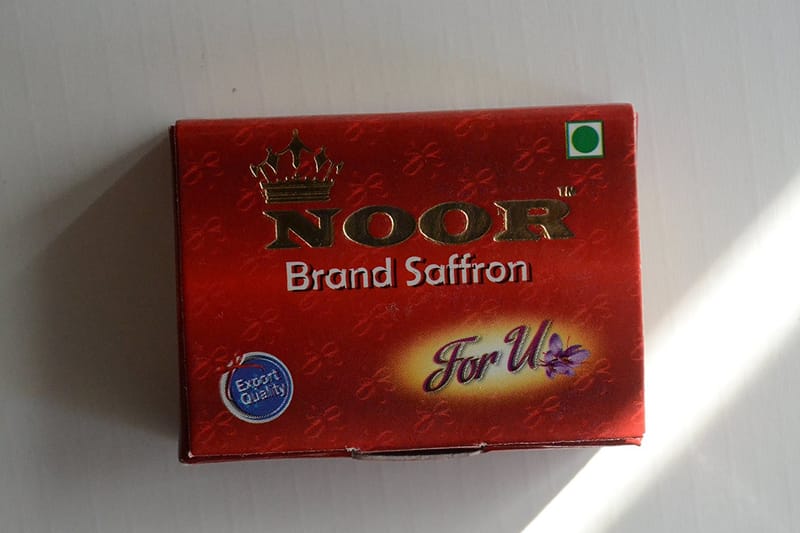 NOOR™
Brand Saffron
For U
Export
Quality